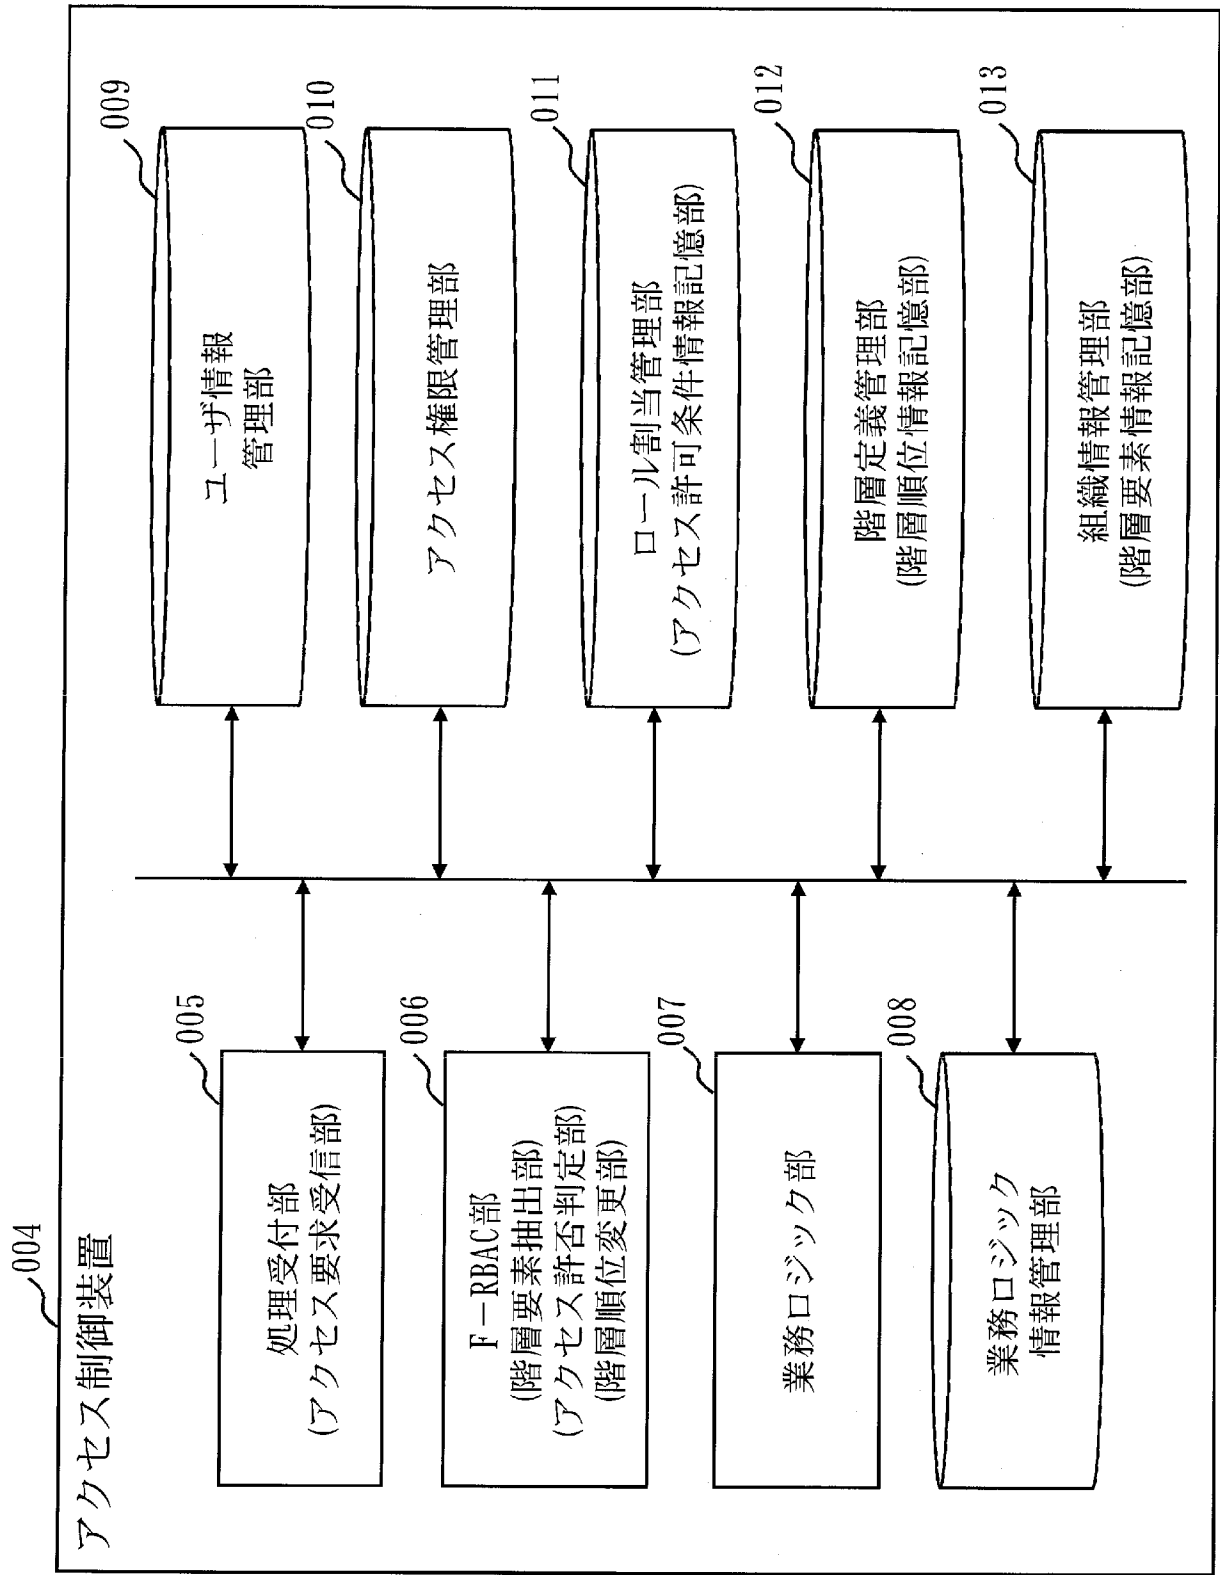 004
アクセス制御装置
005
処理受付部
(アクセス要求受信部)
006
F－RBAC部
(階層要素抽出部)
(アクセス許否判定部)
(階層順位変更部)
007
業務ロジック部
008
業務ロジック
情報管理部
009
ユーザ情報
管理部
010
アクセス権限管理部
011
ロール割当管理部
(アクセス許可条件情報記憶部)
012
階層定義管理部
(階層順位情報記憶部)
013
組織情報管理部
(階層要素情報記憶部)